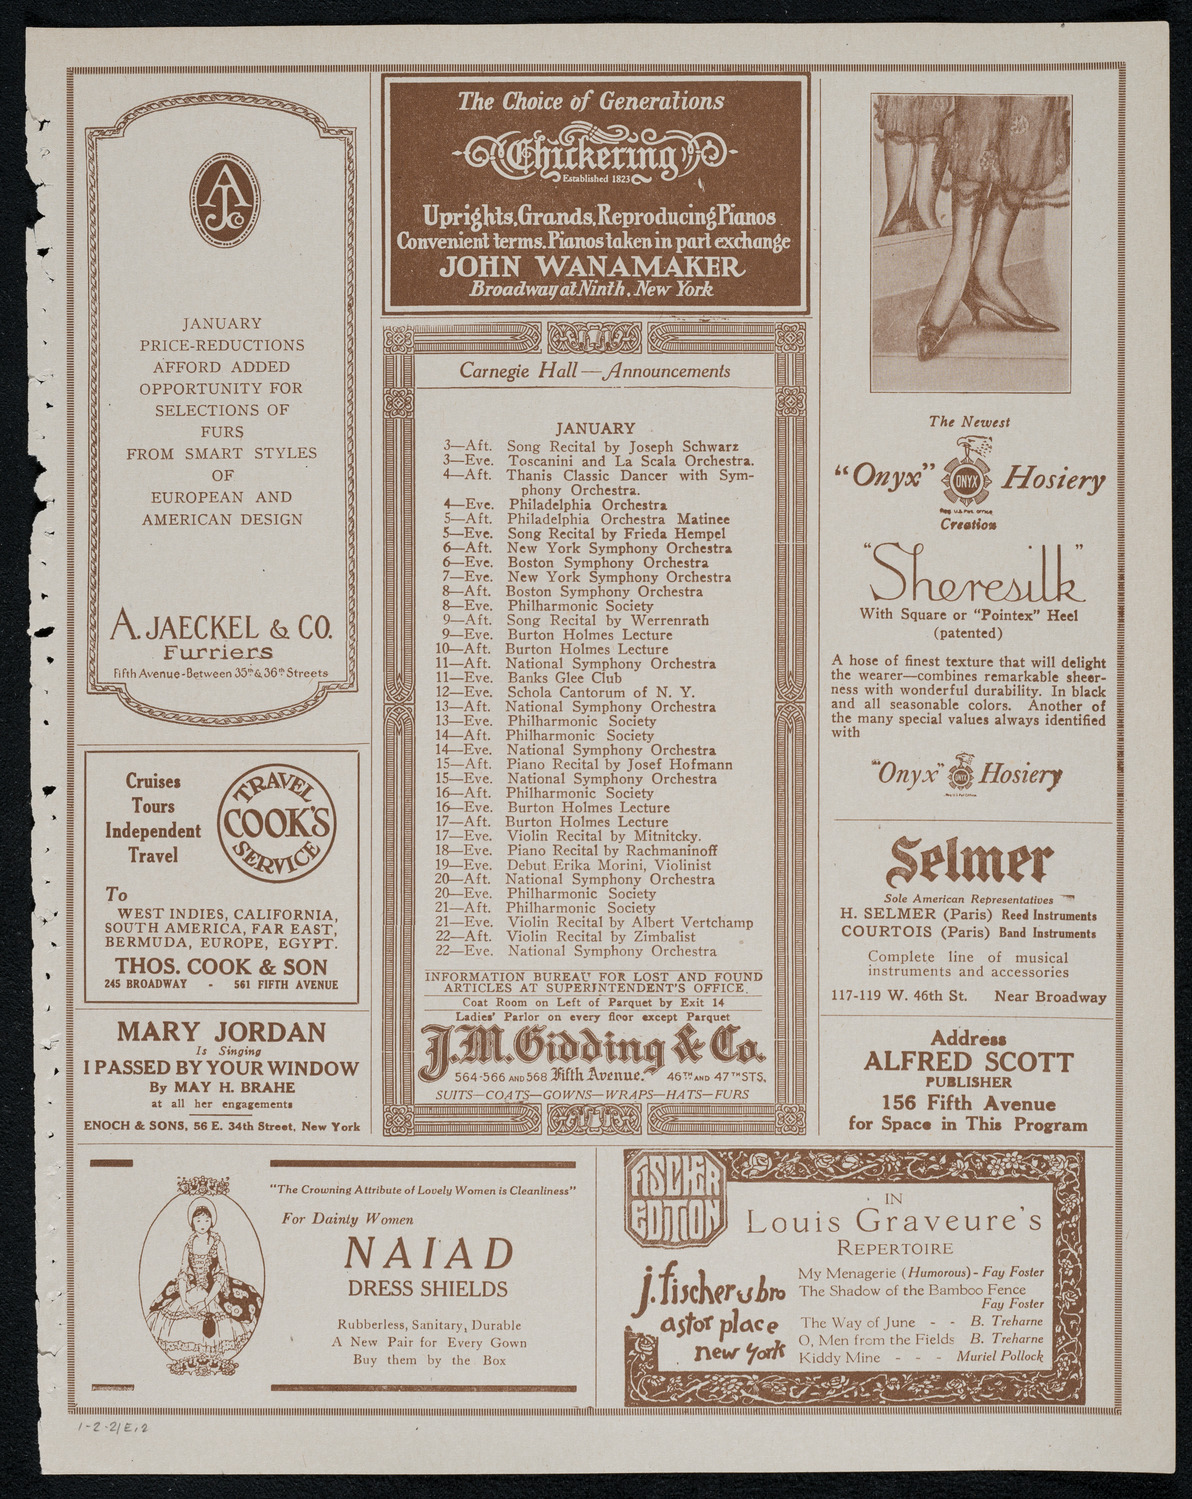 AJCo
JANUARY
PRICE-REDUCTIONS
AFFORD ADDED
OPPORTUNITY FOR
SELECTIONS OF
FURS
FROM SMART STYLES
OF
EUROPEAN AND
AMERICAN DESIGN
A. JAECKEL & CO.
Furriers
Fifth Avenue-Between 35th & 36th Streets
Cruises
Tours
Independent
Travel
TRAVEL
COOK'S
SERVICE
To
WEST INDIES, CALIFORNIA,
SOUTH AMERICA, FAR EAST,
BERMUDA, EUROPE, EGYPT.
THOS. COOK & SON
245 BROADWAY - 561 FIFTH AVENUE
MARY JORDAN
Is Singing
I PASSED BY YOUR WINDOW
By MAY H. BRAHE
at all her engagements
ENOCH & SONS, 56 E. 34th Street, New York
The Choice of Generations
Chickering
Established 1823
Uprights, Grands, Reproducing Pianos
Convenient terms. Pianos taken in part exchange
JOHN WANAMAKER
Broadway at Ninth, New York
Carnegie Hall—Announcements
JANUARY
3—Aft. Song Recital by Joseph Schwarz
3—Eve. Toscanini and La Scala Orchestra.
4—Aft. Thanis Classic Dancer with Sym-
phony Orchestra.
4—Eve. Philadelphia Orchestra
5—Aft. Philadelphia Orchestra Matinee
5—Eve. Song Recital by Frieda Hempel
6—Aft. New York Symphony Orchestra
6—Eve. Boston Symphony Orchestra
7—Eve. New York Symphony Orchestra
8—Aft. Boston Symphony Orchestra
8—Eve. Philharmonic Society
9—Aft. Song Recital by Werrenrath
9—Eve. Burton Holmes Lecture
10—Aft. Burton Holmes Lecture
11—Aft. National Symphony Orchestra
11—Eve. Banks Glee Club
12—Eve. Schola Cantorum of N. Y.
13—Aft. National Symphony Orchestra
13—Eve. Philharmonic Society
14—Aft. Philharmonic Society
14—Eve. National Symphony Orchestra
15—Aft. Piano Recital by Josef Hofmann
15—Eve. National Symphony Orchestra
16—Aft. Philharmonic Society
16—Eve. Burton Holmes Lecture
17—Aft. Burton Holmes Lecture
17—Eve. Violin Recital by Mitnitcky.
18—Eve. Piano Recital by Rachmaninoff
19—Eve. Debut Erika Morini, Violinist
20—Aft. National Symphony Orchestra
20—Eve. Philharmonic Society
21—Aft. Philharmonic Society
21—Eve. Violin Recital by Albert Vertchamp
22—Aft. Violin Recital by Zimbalist
22—Eve. National Symphony Orchestra
INFORMATION BUREAU FOR LOST AND FOUND
ARTICLES AT SUPERINTENDENT'S OFFICE.
Coat Room on Left of Parquet by Exit 14
Ladies' Parlor on every floor except Parquet
J.M. Gidding & Co.
564-566 AND 568 Fifth Avenue. 46TH AND 47TH STS.
SUITS—COATS—GOWNS—WRAPS—HATS—FURS
The Newest
"Onyx" ONYX Hosiery
Reg. U.S. Pat. Office
Creation
"Sheresilk"
With Square or "Pointex" Heel
(patented)
A hose of finest texture that will delight
the wearer—combines remarkable sheer-
ness with wonderful durability. In black
and all seasonable colors. Another of
the many special values always identified
with
"Onyx" Hosiery
Selmer
Sole American Representatives
H. SELMER (Paris) Reed Instruments
COURTOIS (Paris) Band Instruments
Complete line of musical
instruments and accessories
117-119 W. 46th St. Near Broadway
Address
ALFRED SCOTT
PUBLISHER
156 Fifth Avenue
for Space in This Program
"The Crowning Attribute of Lovely Women is Cleanliness"
For Dainty Women
NAIAD
DRESS SHIELDS
Rubberless, Sanitary, Durable
A New Pair for Every Gown
Buy them by the Box
FISCHER
EDITION
j. fischer & bro
astor place
new york
IN
Louis Graveure's
REPERTOIRE
My Menagerie (Humorous) - Fay Foster
The Shadow of the Bamboo Fence
Fay Foster
The Way of June - - B. Treharne
O, Men from the Fields B. Treharne
Kiddy Mine - - - Muriel Pollock
1-2-21E,2